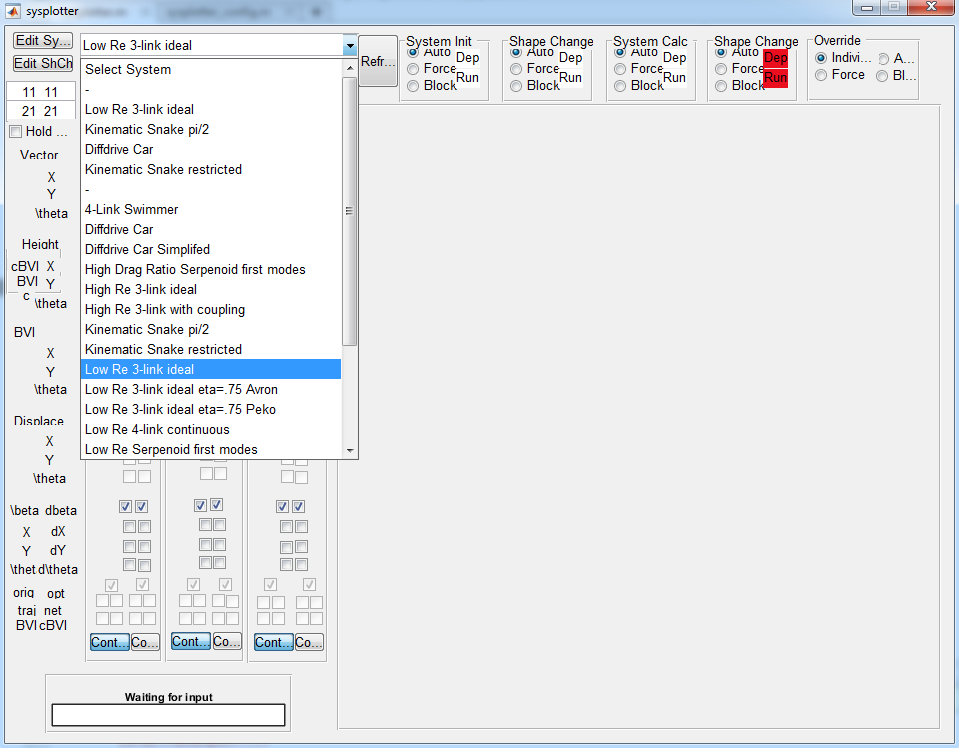 sysplotter
Edit Sy...
Low Re 3-link ideal
Refr...
System Init
Shape Change
System Calc
Shape Change
Override
Auto Dep
Auto Dep
Auto Dep
Auto Dep
Indivi... A...
Edit ShCh
Force Run
Force Run
Force Run
Force Run
Force Bl...
Block
Block
Block
Block
Select System
-
Low Re 3-link ideal
Kinematic Snake pi/2
Diffdrive Car
Kinematic Snake restricted
-
4-Link Swimmer
Diffdrive Car
Diffdrive Car Simplifed
High Drag Ratio Serpenoid first modes
High Re 3-link ideal
High Re 3-link with coupling
Kinematic Snake pi/2
Kinematic Snake restricted
Low Re 3-link ideal
Low Re 3-link ideal eta=.75 Avron
Low Re 3-link ideal eta=.75 Peko
Low Re 4-link continuous
Low Re Serpenoid first modes
11 11
21 21
Hold ...
Vector
X
Y
\theta
Height
cBVI X
BVI Y
c \theta
BVI
X
Y
\theta
Displace
X
Y
\theta
\beta dbeta
X dX
Y dY
\thet d\theta
orig opt
traj net
BVI cBVI
Cont... Co...
Cont... Co...
Cont... Co...
Waiting for input